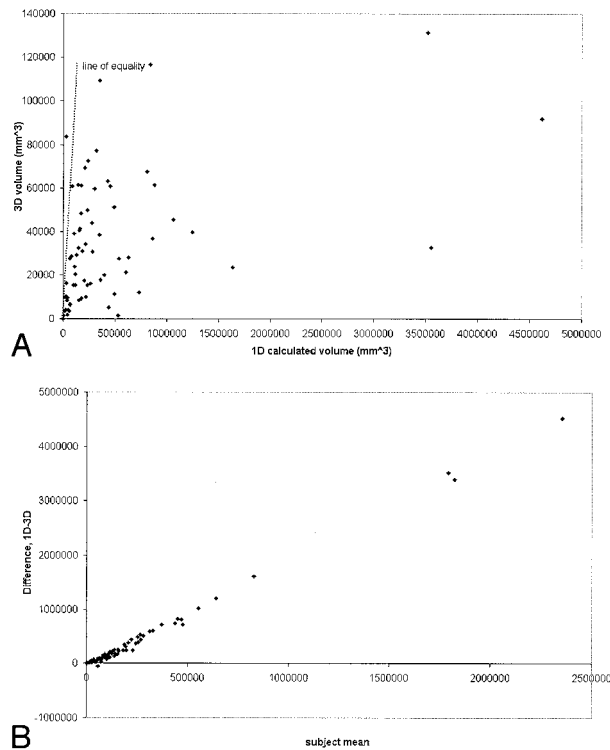 140000
120000
line of equality
100000
80000
60000
40000
20000
0
3D volume (mm^3)
0 500000 1000000 1500000 2000000 2500000 3000000 3500000 4000000 4500000 5000000
1D calculated volume (mm^3)
A
5000000
4000000
3000000
2000000
1000000
0
-1000000
Difference, 1D-3D
0 500000 1000000 1500000 2000000 2500000
subject mean
B